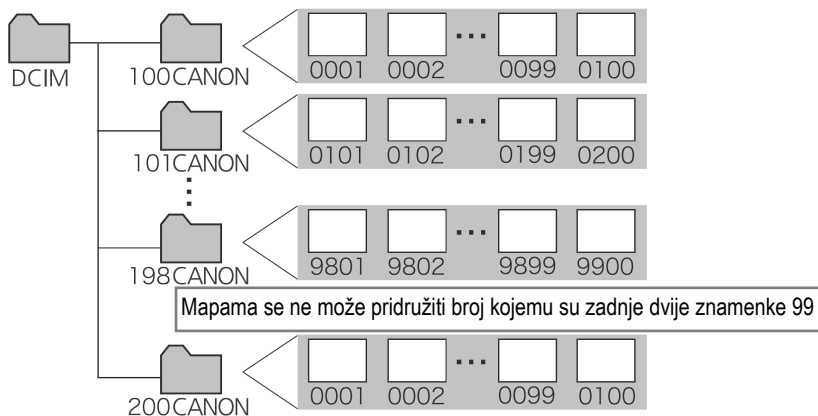 DCIM
100CANON
0001 0002 ... 0099 0100
101CANON
0101 0102 ... 0199 0200
198CANON
9801 9802 ... 9899 9900
Mapama se ne može pridružiti broj kojemu su zadnje dvije znamenke 99
200CANON
0001 0002 ... 0099 0100